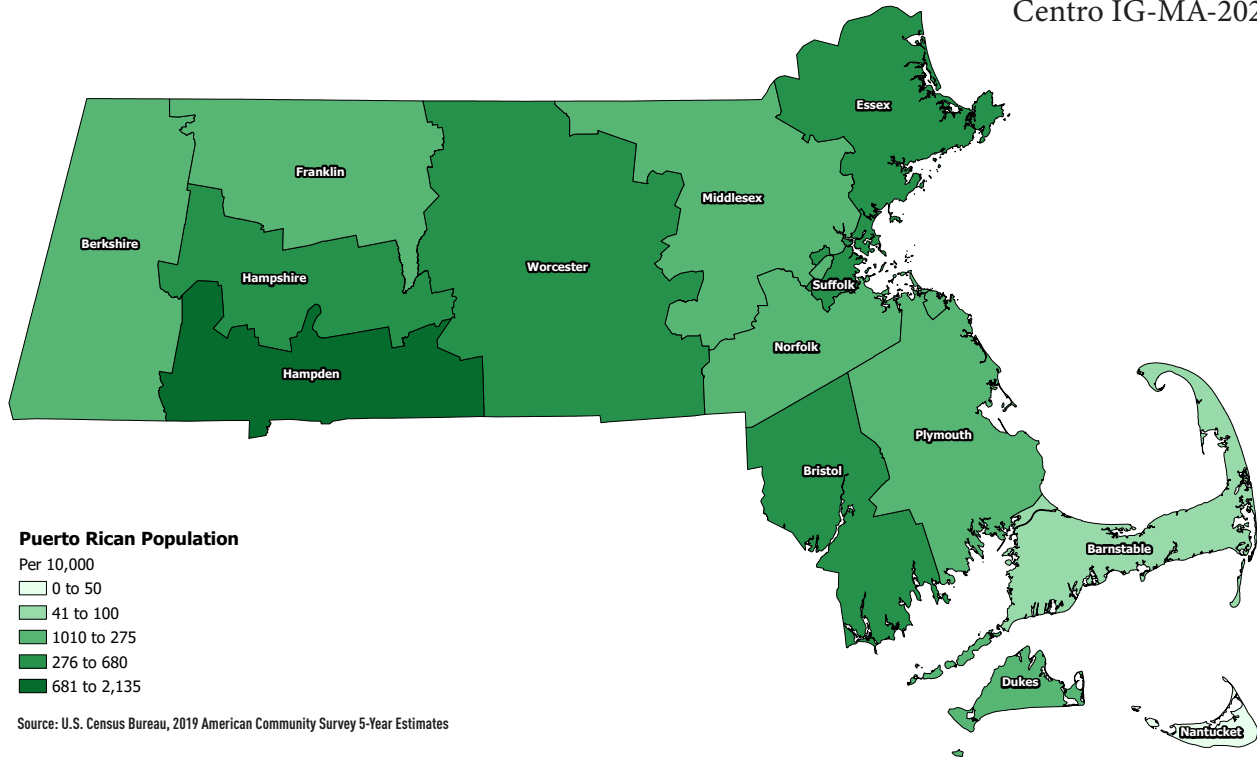 Centro IG-MA-202
Essex
Franklin
Middlesex
Berkshire
Worcester
Hampshire
Suffolk
Norfolk
Hampden
Plymouth
Bristol
Barnstable
Dukes
Nantucket
Puerto Rican Population
Per 10,000
0 to 50
41 to 100
1010 to 275
276 to 680
681 to 2,135
Source: U.S. Census Bureau, 2019 American Community Survey 5-Year Estimates